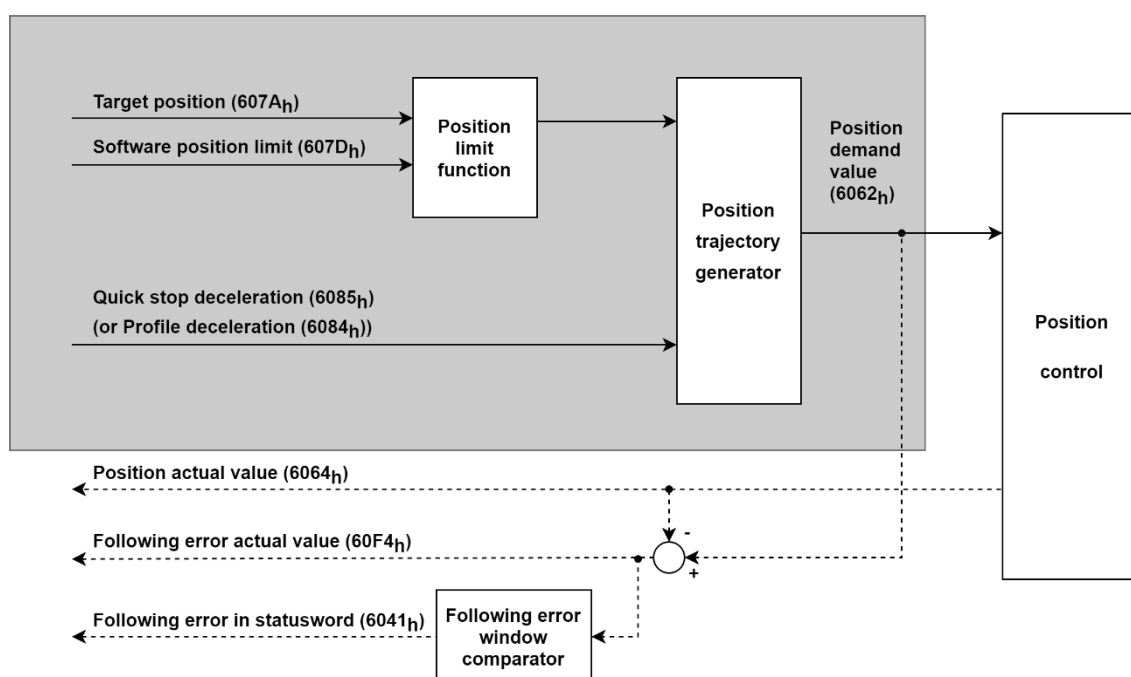 Target position (607Ah)
Software position limit (607Dh)
Position
limit
function
Position
demand
value
(6062h)
Position
trajectory
generator
Quick stop deceleration (6085h)
(or Profile deceleration (6084h))
Position
control
Position actual value (6064h)
-
Following error actual value (60F4h)
+
Following error in statusword (6041h)
Following error
window
comparator